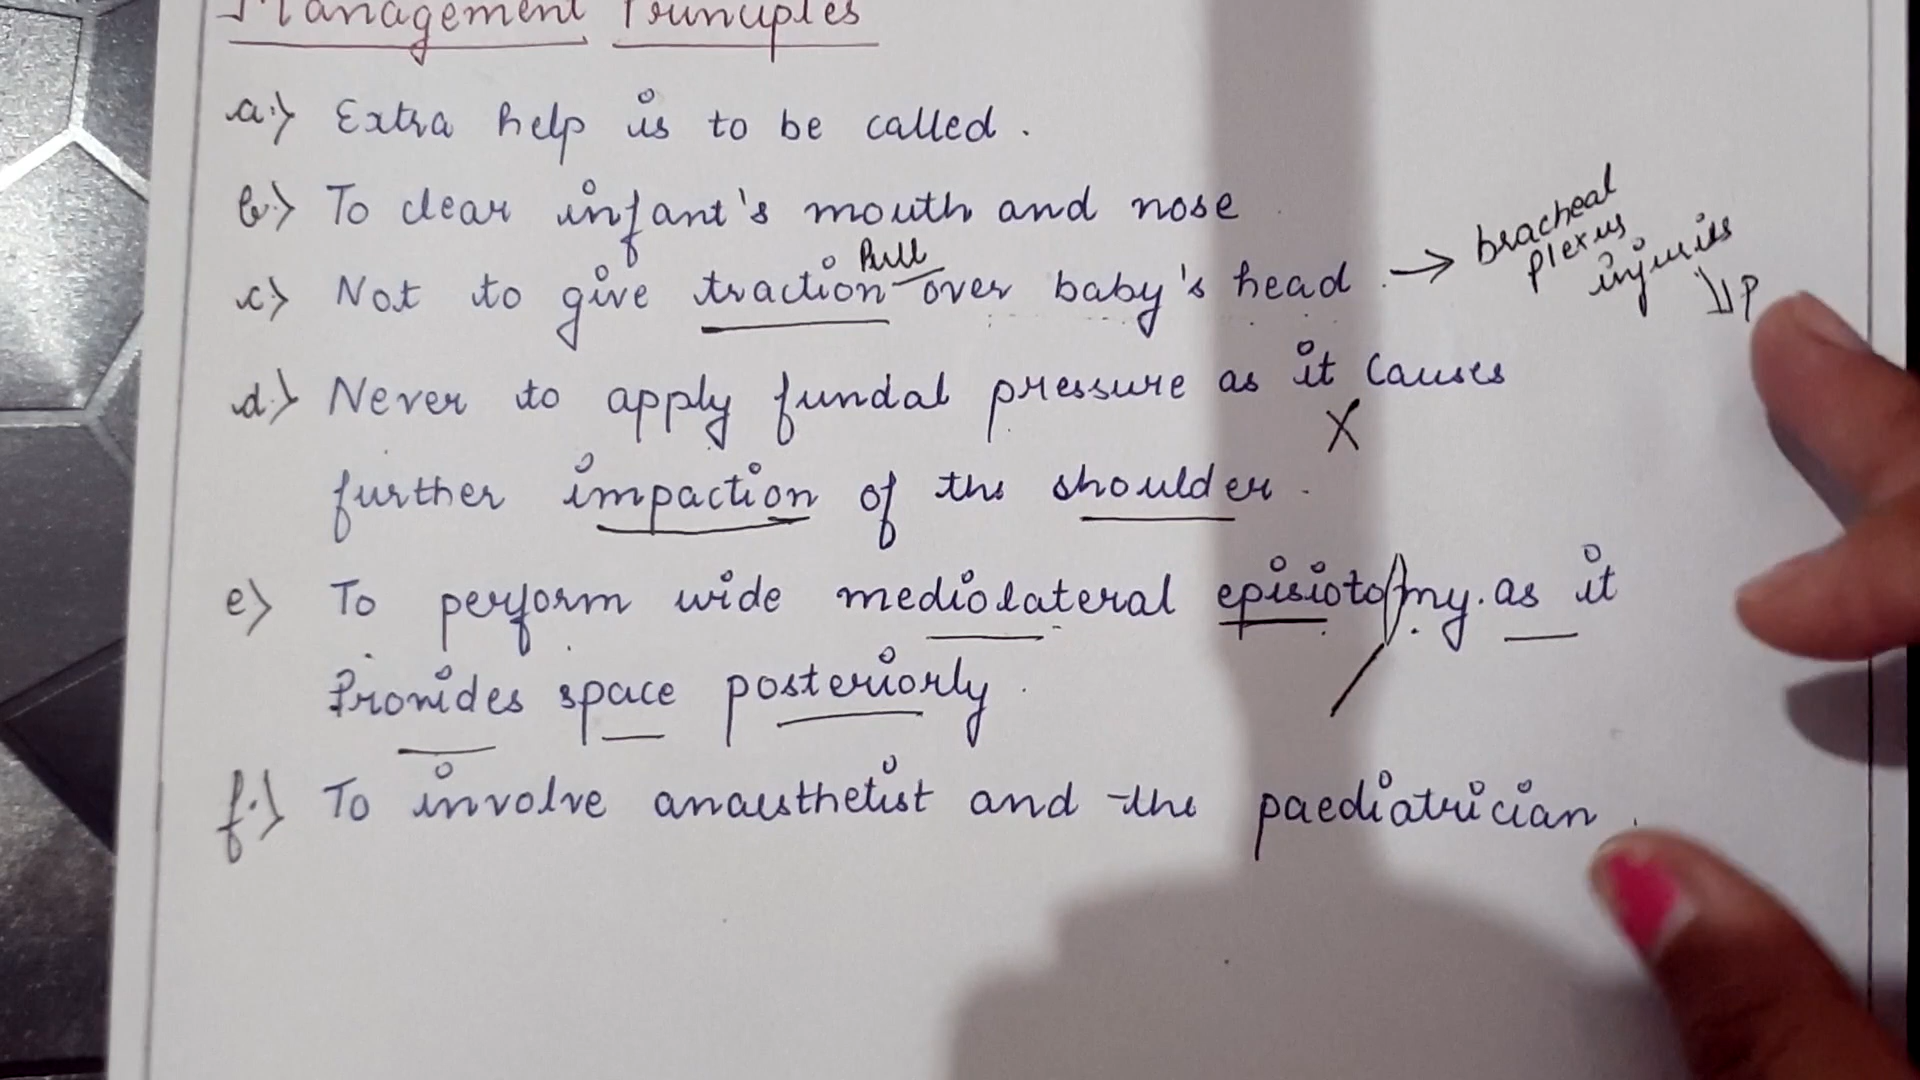 Management Principles
a.) Extra help is to be called.
b.) To clear infant's mouth and nose
c.) Not to give traction Pull over baby's head. → bracheal plexus injuries
d.) Never to apply fundal pressure as it causes
X
further impaction of the shoulder.
e) To perform wide mediolateral episiotomy. as it
Provides space posteriorly.
f.) To involve anaesthetist and the paediatrician.